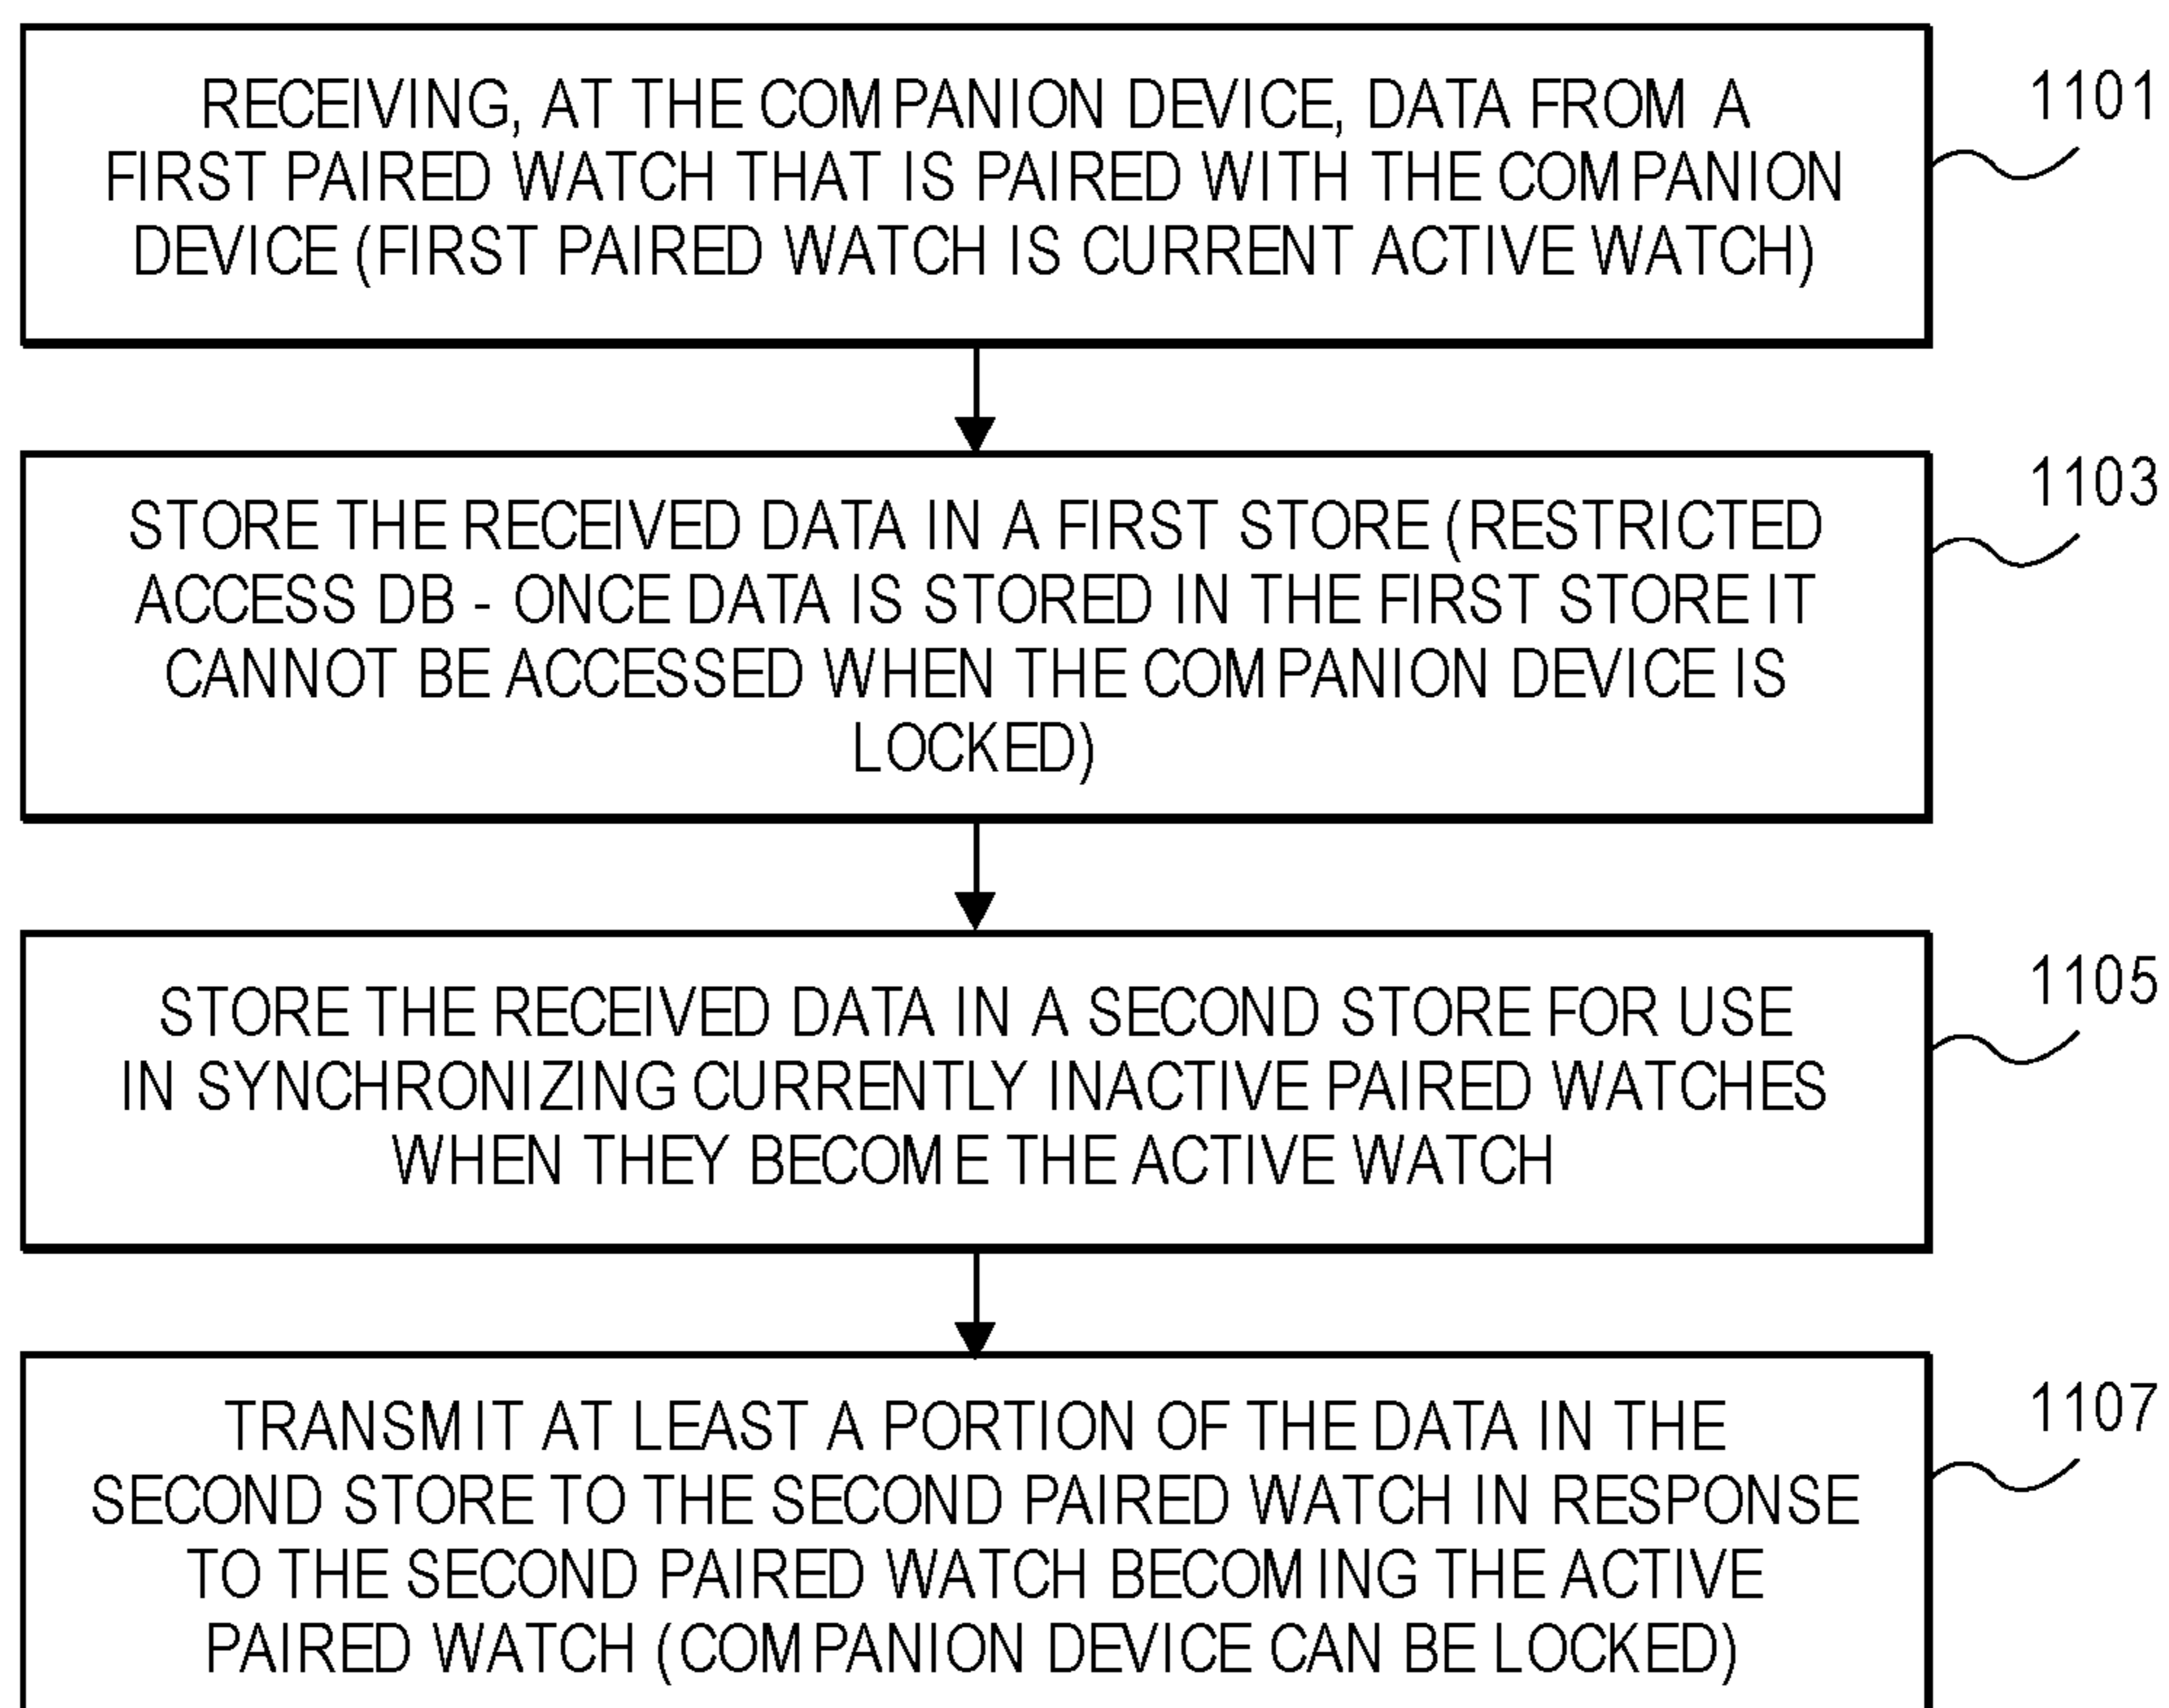 RECEIVING, AT THE COMPANION DEVICE, DATA FROM A
FIRST PAIRED WATCH THAT IS PAIRED WITH THE COMPANION
DEVICE (FIRST PAIRED WATCH IS CURRENT ACTIVE WATCH)
1101
STORE THE RECEIVED DATA IN A FIRST STORE (RESTRICTED
ACCESS DB - ONCE DATA IS STORED IN THE FIRST STORE IT
CANNOT BE ACCESSED WHEN THE COMPANION DEVICE IS
LOCKED)
1103
STORE THE RECEIVED DATA IN A SECOND STORE FOR USE
IN SYNCHRONIZING CURRENTLY INACTIVE PAIRED WATCHES
WHEN THEY BECOME THE ACTIVE WATCH
1105
TRANSMIT AT LEAST A PORTION OF THE DATA IN THE
SECOND STORE TO THE SECOND PAIRED WATCH IN RESPONSE
TO THE SECOND PAIRED WATCH BECOMING THE ACTIVE
PAIRED WATCH (COMPANION DEVICE CAN BE LOCKED)
1107